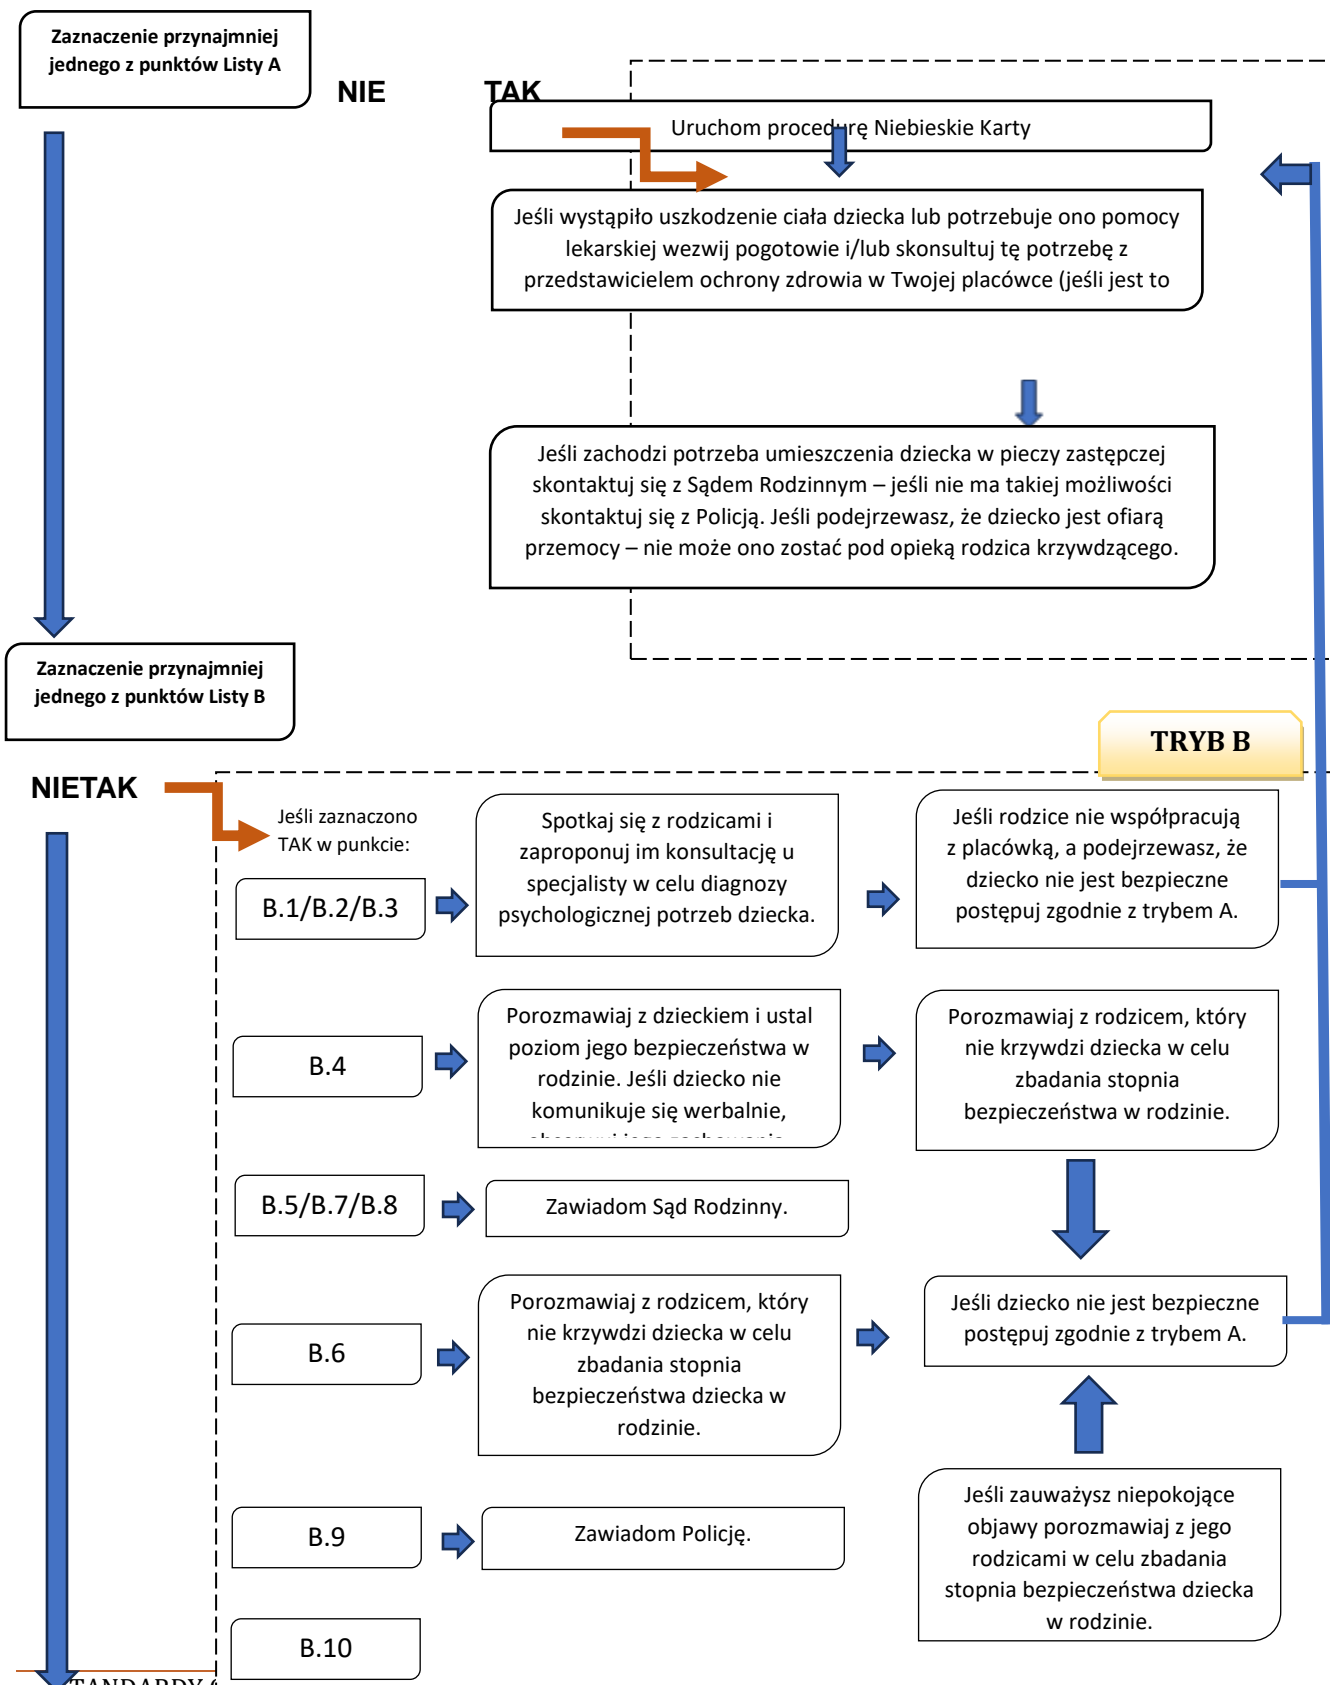 Zaznaczenie przynajmniej
jednego z punktów Listy A
NIE
TAK
Uruchom procedurę Niebieskie Karty
Jeśli wystąpiło uszkodzenie ciała dziecka lub potrzebuje ono pomocy
lekarskiej wezwij pogotowie i/lub skonsultuj tę potrzebę z
przedstawicielem ochrony zdrowia w Twojej placówce (jeśli jest to
Jeśli zachodzi potrzeba umieszczenia dziecka w pieczy zastępczej
skontaktuj się z Sądem Rodzinnym – jeśli nie ma takiej możliwości
skontaktuj się z Policją. Jeśli podejrzewasz, że dziecko jest ofiarą
przemocy – nie może ono zostać pod opieką rodzica krzywdzącego.
Zaznaczenie przynajmniej
jednego z punktów Listy B
TRYB B
NIETAK
Jeśli zaznaczono
TAK w punkcie:
B.1/B.2/B.3
Spotkaj się z rodzicami i
zaproponuj im konsultację u
specjalisty w celu diagnozy
psychologicznej potrzeb dziecka.
Jeśli rodzice nie współpracują
z placówką, a podejrzewasz, że
dziecko nie jest bezpieczne
postępuj zgodnie z trybem A.
B.4
Porozmawiaj z dzieckiem i ustal
poziom jego bezpieczeństwa w
rodzinie. Jeśli dziecko nie
komunikuje się werbalnie,
Porozmawiaj z rodzicem, który
nie krzywdzi dziecka w celu
zbadania stopnia
bezpieczeństwa w rodzinie.
B.5/B.7/B.8
Zawiadom Sąd Rodzinny.
B.6
Porozmawiaj z rodzicem, który
nie krzywdzi dziecka w celu
zbadania stopnia
bezpieczeństwa dziecka w
rodzinie.
Jeśli dziecko nie jest bezpieczne
postępuj zgodnie z trybem A.
B.9
Zawiadom Policję.
Jeśli zauważysz niepokojące
objawy porozmawiaj z jego
rodzicami w celu zbadania
stopnia bezpieczeństwa dziecka
w rodzinie.
B.10